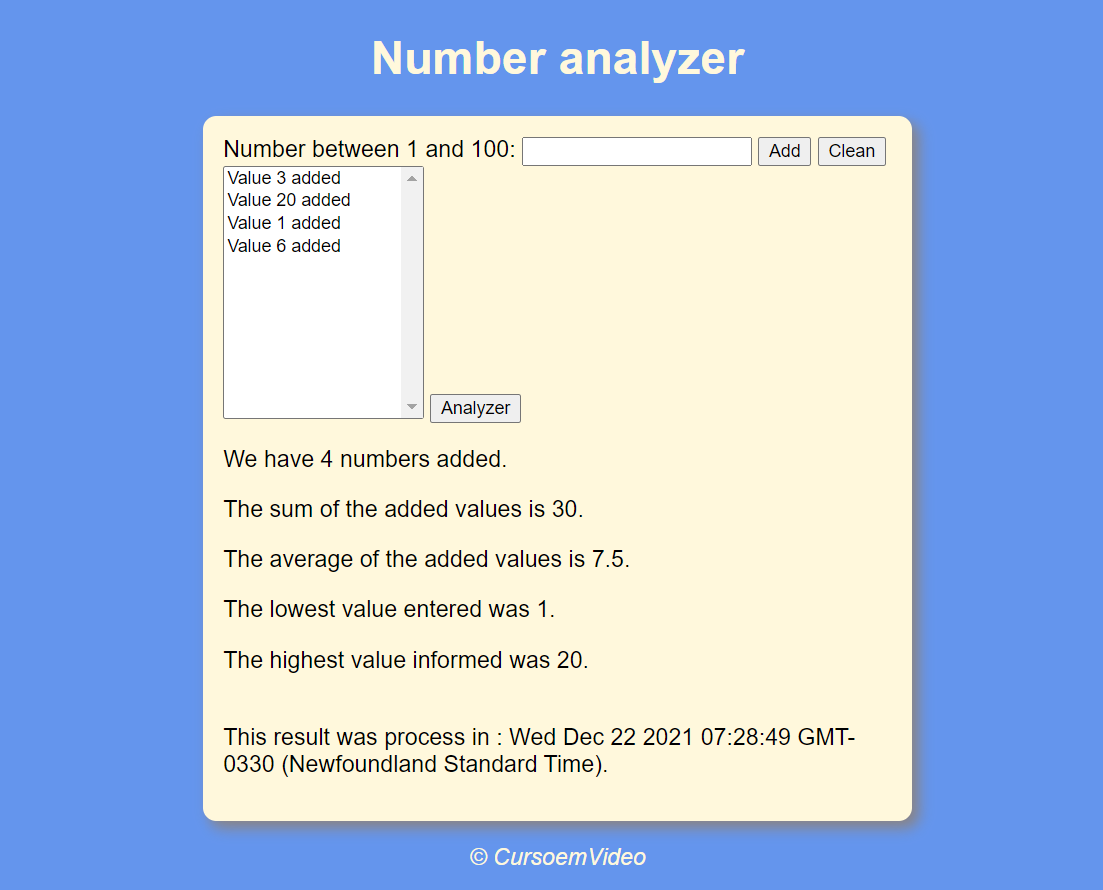 Number analyzer
Number between 1 and 100: Add Clean
Value 3 added
Value 20 added
Value 1 added
Value 6 added
Analyzer
We have 4 numbers added.
The sum of the added values is 30.
The average of the added values is 7.5.
The lowest value entered was 1.
The highest value informed was 20.
This result was process in : Wed Dec 22 2021 07:28:49 GMT-
0330 (Newfoundland Standard Time).
© CursoemVideo